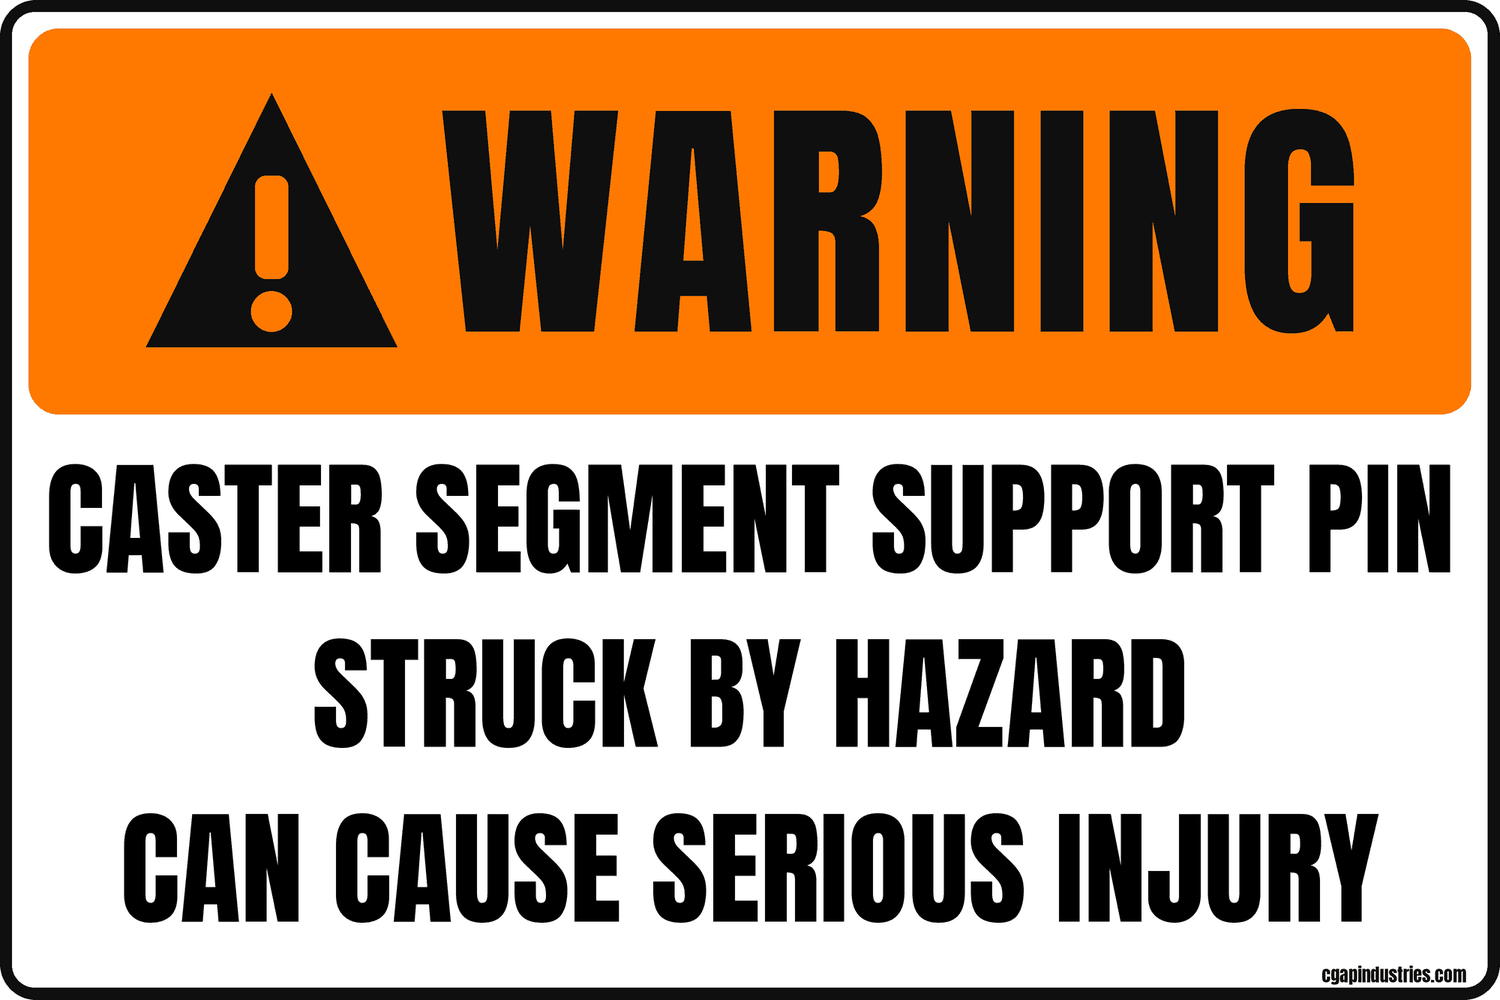 WARNING
CASTER SEGMENT SUPPORT PIN
STRUCK BY HAZARD
CAN CAUSE SERIOUS INJURY
cgapindustries.com